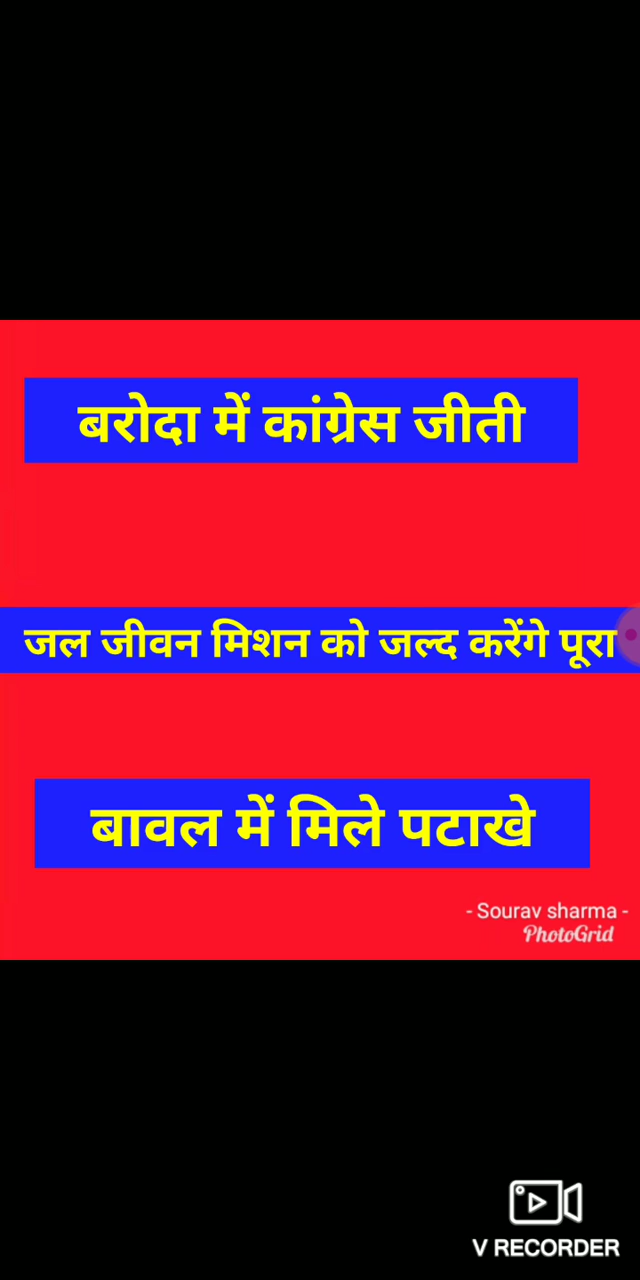 बरोदा में कांग्रेस जीती
जल जीवन मिशन को जल्द करेंगे पूरा
बावल में मिले पटाखे
- Sourav sharma -
PhotoGrid
V RECORDER